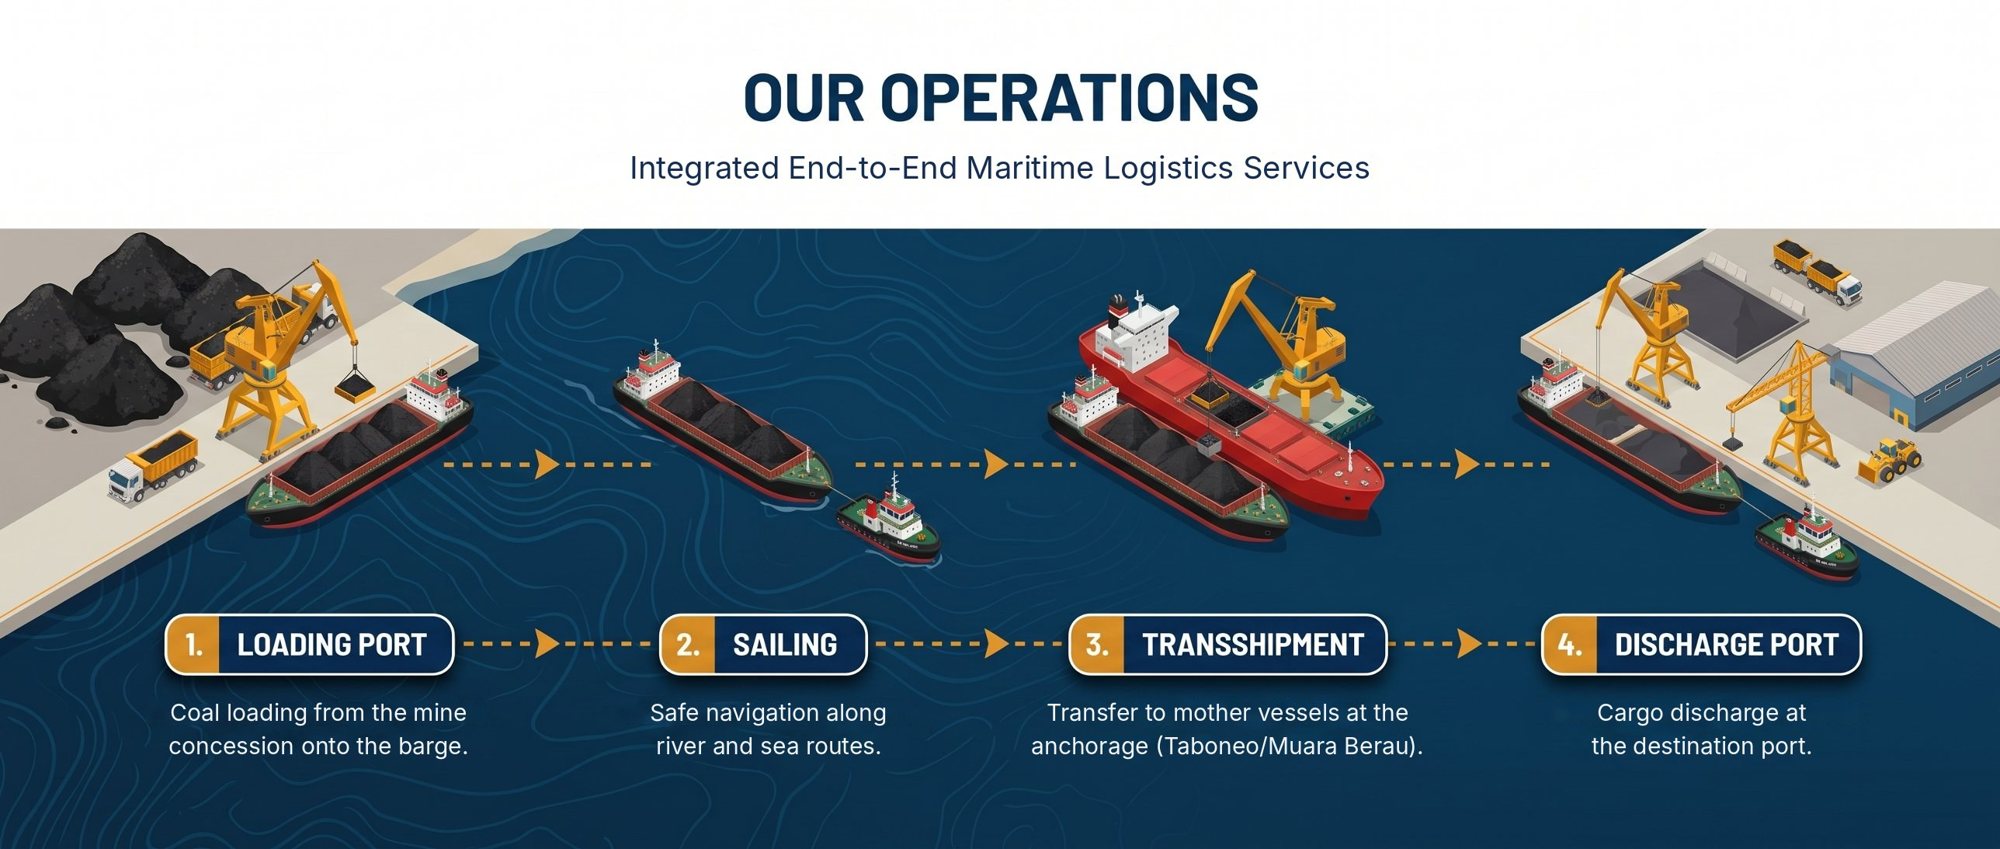 OUR OPERATIONS
Integrated End-to-End Maritime Logistics Services
1. LOADING PORT
Coal loading from the mine
concession onto the barge.
2. SAILING
Safe navigation along
river and sea routes.
3. TRANSSHIPMENT
Transfer to mother vessels at the
anchorage (Taboneo/Muara Berau).
4. DISCHARGE PORT
Cargo discharge at
the destination port.